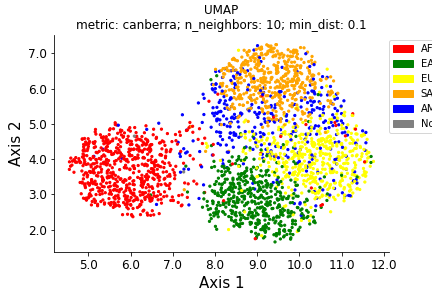 UMAP
metric: canberra; n_neighbors: 10; min_dist: 0.1
7.0
6.0
5.0
4.0
3.0
2.0
Axis 2
5.0 6.0 7.0 8.0 9.0 10.0 11.0 12.0
Axis 1
AF
EA
EU
SA
AM
No